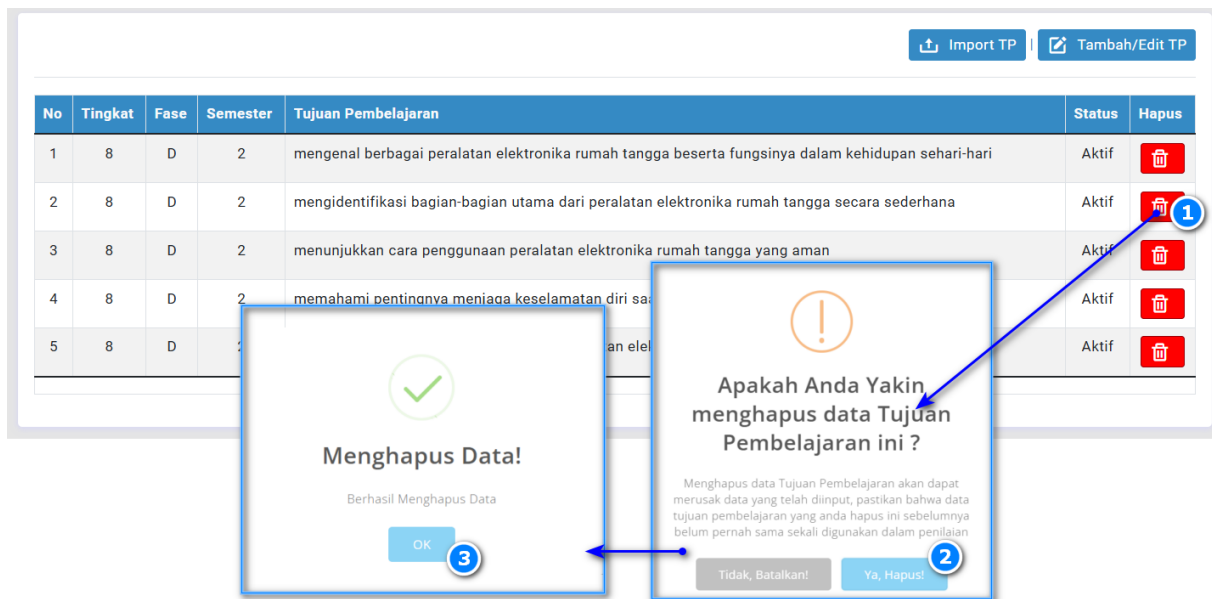 Import TP | Tambah/Edit TP
No Tingkat Fase Semester Tujuan Pembelajaran Status Hapus
1 8 D 2 mengenal berbagai peralatan elektronika rumah tangga beserta fungsinya dalam kehidupan sehari-hari Aktif
2 8 D 2 mengidentifikasi bagian-bagian utama dari peralatan elektronika rumah tangga secara sederhana Aktif
1
3 8 D 2 menunjukkan cara penggunaan peralatan elektronika rumah tangga yang aman Aktif
4 8 D 2 memahami pentingnya menjaga keselamatan diri Aktif
5 8 D Aktif
Apakah Anda Yakin
menghapus data Tujuan
Pembelajaran ini ?
Menghapus data Tujuan Pembelajaran akan dapat
merusak data yang telah diinput, pastikan bahwa data
tujuan pembelajaran yang anda hapus ini sebelumnya
belum pernah sama sekali digunakan dalam penilaian
Tidak, Batalkan! Ya, Hapus!
2
Menghapus Data!
Berhasil Menghapus Data
OK
3